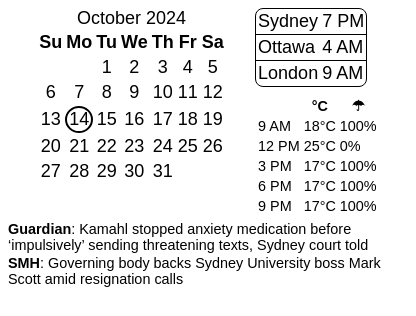 October 2024
Su Mo Tu We Th Fr Sa
1 2 3 4 5
6 7 8 9 10 11 12
13 14 15 16 17 18 19
20 21 22 23 24 25 26
27 28 29 30 31
Sydney 7 PM
Ottawa 4 AM
London 9 AM
°C ☂
9 AM 18°C 100%
12 PM 25°C 0%
3 PM 17°C 100%
6 PM 17°C 100%
9 PM 17°C 100%
Guardian: Kamahl stopped anxiety medication before
‘impulsively’ sending threatening texts, Sydney court told
SMH: Governing body backs Sydney University boss Mark
Scott amid resignation calls